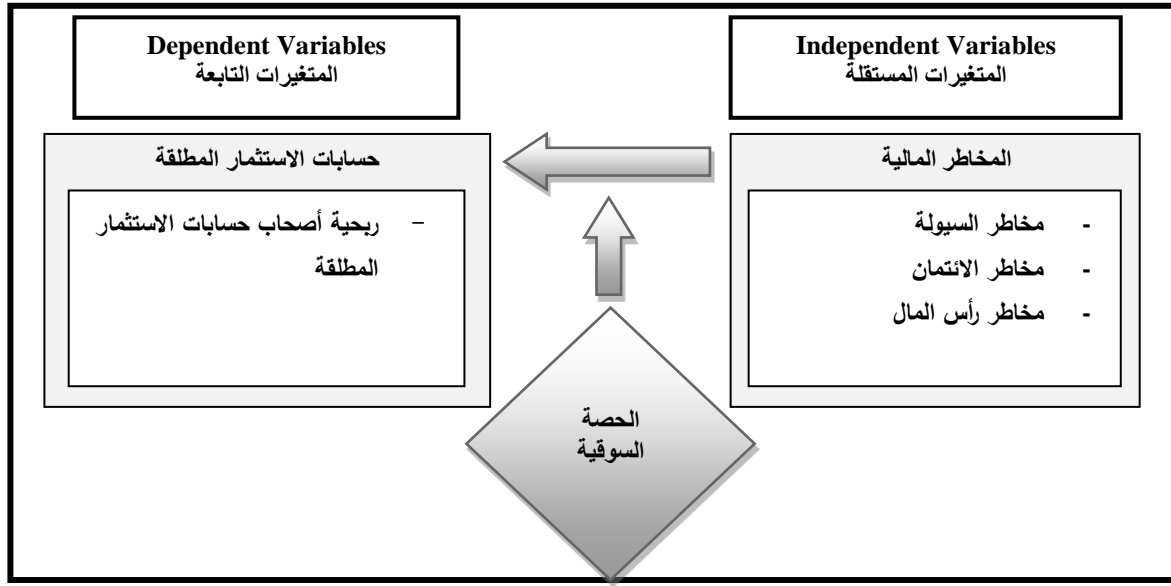 Independent Variables
المتغيرات المستقلة
Dependent Variables
المتغيرات التابعة
المخاطر المالية
- مخاطر السيولة
- مخاطر الائتمان
- مخاطر رأس المال
حسابات الاستثمار المطلقة
- ربحية أصحاب حسابات الاستثمار
المطلقة
الحصة
السوقية